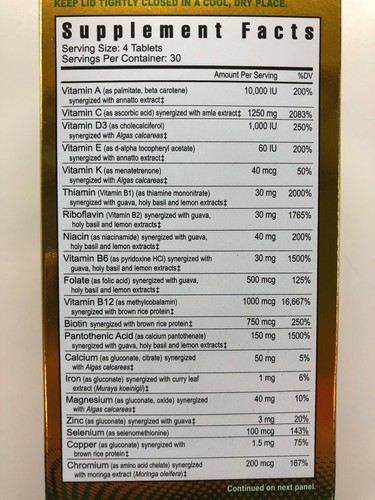 KEEP LID TIGHTLY CLOSED IN A COOL, DRY PLACE.
Supplement Facts
Serving Size: 4 Tablets
Servings Per Container: 30
Amount Per Serving %DV
Vitamin A (as palmitate, beta carotene) 10,000 IU 200%
synergized with annatto extract‡
Vitamin C (as ascorbic acid) synergized with amla extract‡ 1250 mg 2083%
Vitamin D3 (as cholecalciferol) 1,000 IU 250%
synergized with Algas calcareas‡
Vitamin E (as d-alpha tocopheryl acetate) 60 IU 200%
synergized with annatto extract‡
Vitamin K (as menatetrenone) 40 mcg 50%
synergized with Algas calcareas‡
Thiamin (Vitamin B1) (as thiamine mononitrate) 30 mg 2000%
synergized with guava, holy basil and lemon extracts‡
Riboflavin (Vitamin B2) synergized with guava, 30 mg 1765%
holy basil and lemon extracts‡
Niacin (as niacinamide) synergized with guava, 40 mg 200%
holy basil and lemon extracts‡
Vitamin B6 (as pyridoxine HCl) synergized with 30 mg 1500%
guava, holy basil and lemon extracts‡
Folate (as folic acid) synergized with guava, 500 mcg 125%
holy basil and lemon extracts‡
Vitamin B12 (as methylcobalamin) 1000 mcg 16,667%
synergized with brown rice protein‡
Biotin synergized with brown rice protein‡ 750 mcg 250%
Pantothenic Acid (as calcium pantothenate) 150 mg 1500%
synergized with guava, holy basil and lemon extracts‡
Calcium (as gluconate, citrate) synergized 50 mg 5%
with Algas calcareas‡
Iron (as gluconate) synergized with curry leaf 1 mg 6%
extract (Muraya koeinigii)‡
Magnesium (as gluconate, oxide) synergized 40 mg 10%
with Algas calcareas‡
Zinc (as gluconate) synergized with guava‡ 3 mg 20%
Selenium (as selenomethionine) 100 mcg 143%
Copper (as gluconate) synergized with 1.5 mg 75%
brown rice protein‡
Chromium (as amino acid chelate) synergized 200 mcg 167%
with moringa extract (Moringa oleifera)‡
Continued on next panel.